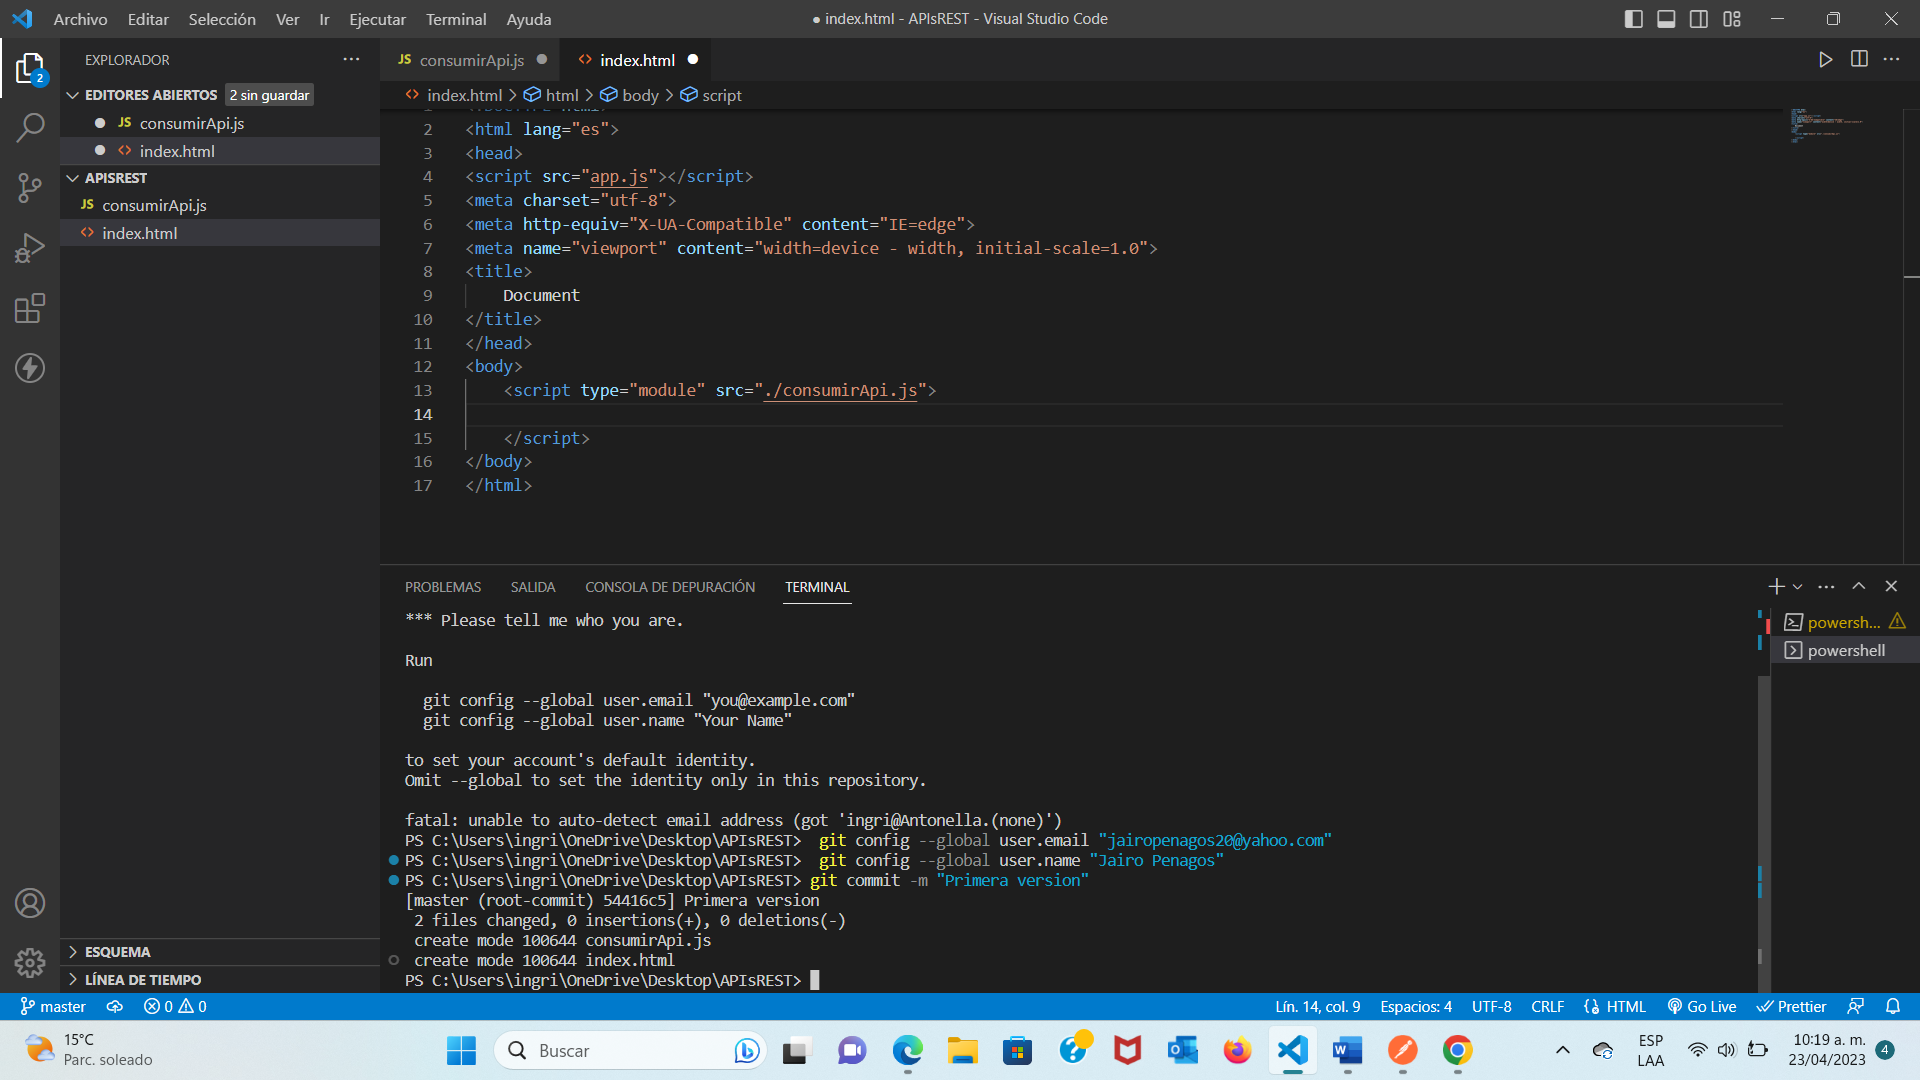 Archivo Editar Selección Ver Ir Ejecutar Terminal Ayuda
● index.html - APIsREST - Visual Studio Code
EXPLORADOR
EDITORES ABIERTOS 2 sin guardar
JS consumirApi.js
index.html
APISREST
JS consumirApi.js
index.html
ESQUEMA
LÍNEA DE TIEMPO
2
JS consumirApi.js
index.html
index.html > html > body > script
2 <html lang="es">
3 <head>
4 <script src="app.js"></script>
5 <meta charset="utf-8">
6 <meta http-equiv="X-UA-Compatible" content="IE=edge">
7 <meta name="viewport" content="width=device - width, initial-scale=1.0">
8 <title>
9 Document
10 </title>
11 </head>
12 <body>
13 <script type="module" src="./consumirApi.js">
14
15 </script>
16 </body>
17 </html>
PROBLEMAS SALIDA CONSOLA DE DEPURACIÓN TERMINAL
*** Please tell me who you are.
Run
git config --global user.email "you@example.com"
git config --global user.name "Your Name"
to set your account's default identity.
Omit --global to set the identity only in this repository.
fatal: unable to auto-detect email address (got 'ingri@Antonella.(none)')
PS C:\Users\ingri\OneDrive\Desktop\APIsREST> git config --global user.email "jairopenagos20@yahoo.com"
PS C:\Users\ingri\OneDrive\Desktop\APIsREST> git config --global user.name "Jairo Penagos"
PS C:\Users\ingri\OneDrive\Desktop\APIsREST> git commit -m "Primera version"
[master (root-commit) 54416c5] Primera version
2 files changed, 0 insertions(+), 0 deletions(-)
create mode 100644 consumirApi.js
create mode 100644 index.html
PS C:\Users\ingri\OneDrive\Desktop\APIsREST>
powersh...
powershell
master 0 0
Lín. 14, col. 9 Espacios: 4 UTF-8 CRLF HTML Go Live Prettier
15°C
Parc. soleado
Buscar
ESP
LAA
10:19 a. m.
23/04/2023
4